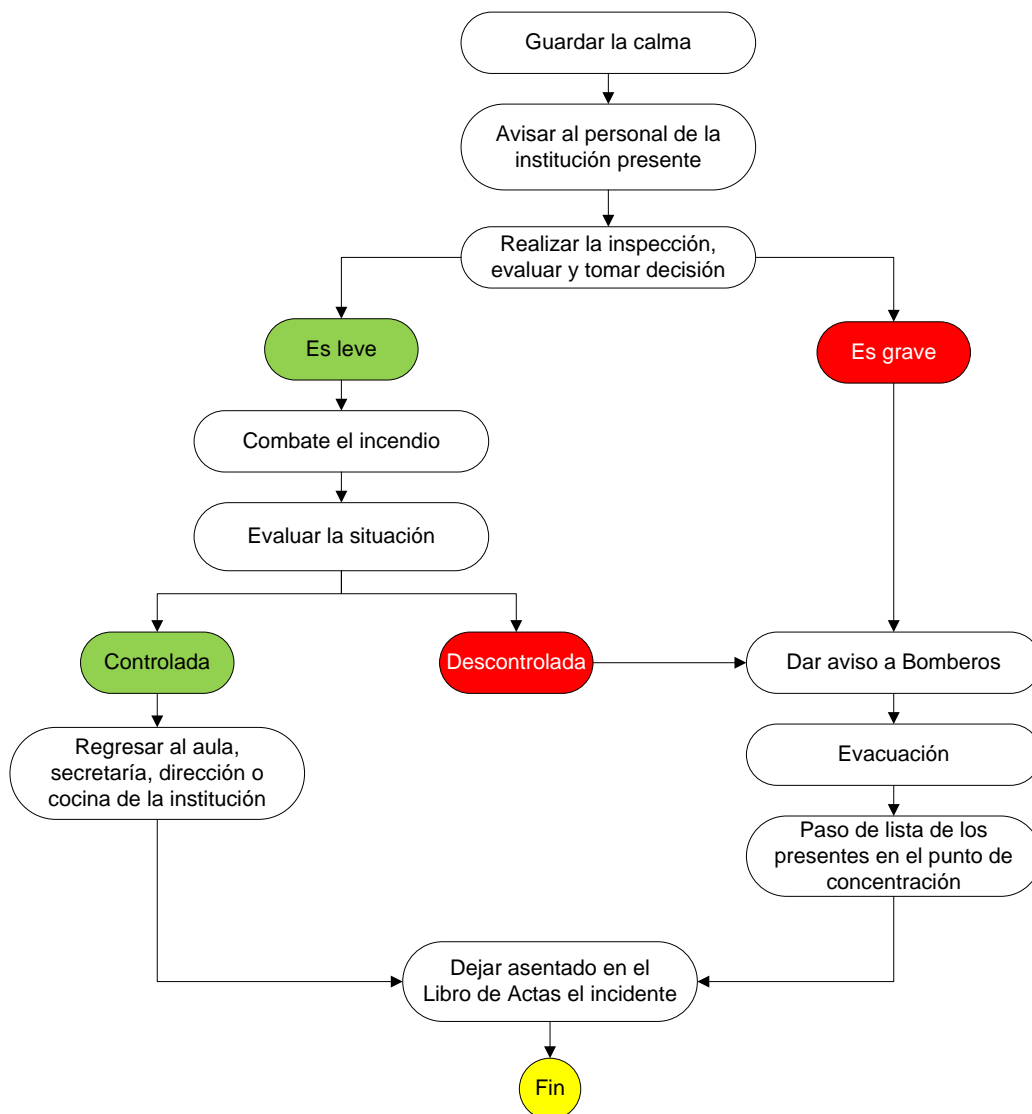 Guardar la calma
Avisar al personal de la
institución presente
Realizar la inspección,
evaluar y tomar decisión
Es leve
Es grave
Combate el incendio
Evaluar la situación
Controlada
Descontrolada
Dar aviso a Bomberos
Regresar al aula,
secretaría, dirección o
cocina de la institución
Evacuación
Paso de lista de los
presentes en el punto de
concentración
Dejar asentado en el
Libro de Actas el incidente
Fin